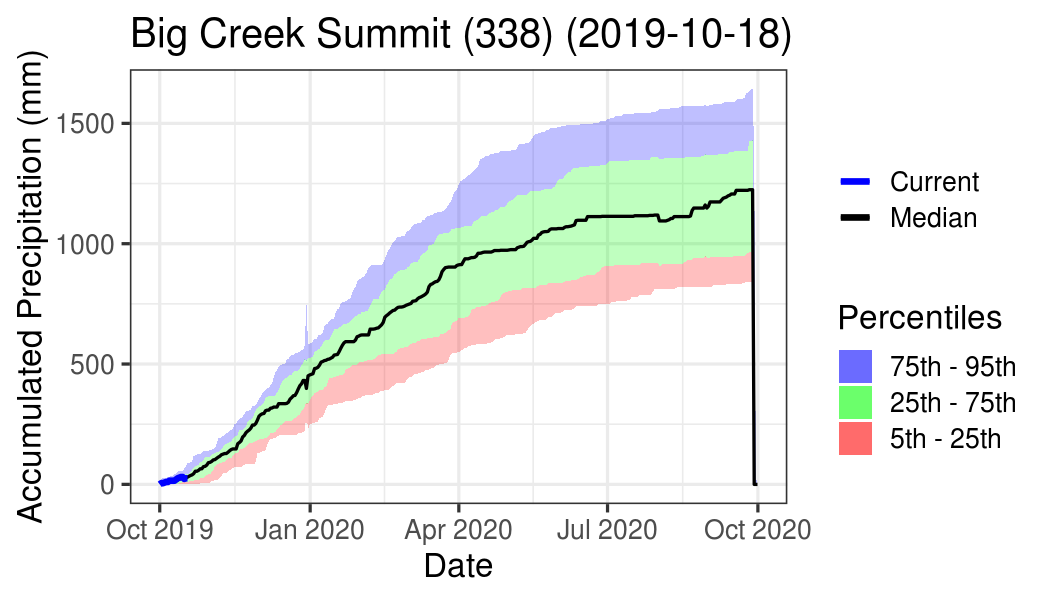 Big Creek Summit (338) (2019-10-18)
Accumulated Precipitation (mm)
1500
1000
500
0
Oct 2019
Jan 2020
Apr 2020
Jul 2020
Oct 2020
Date
Current
Median
Percentiles
75th - 95th
25th - 75th
5th - 25th